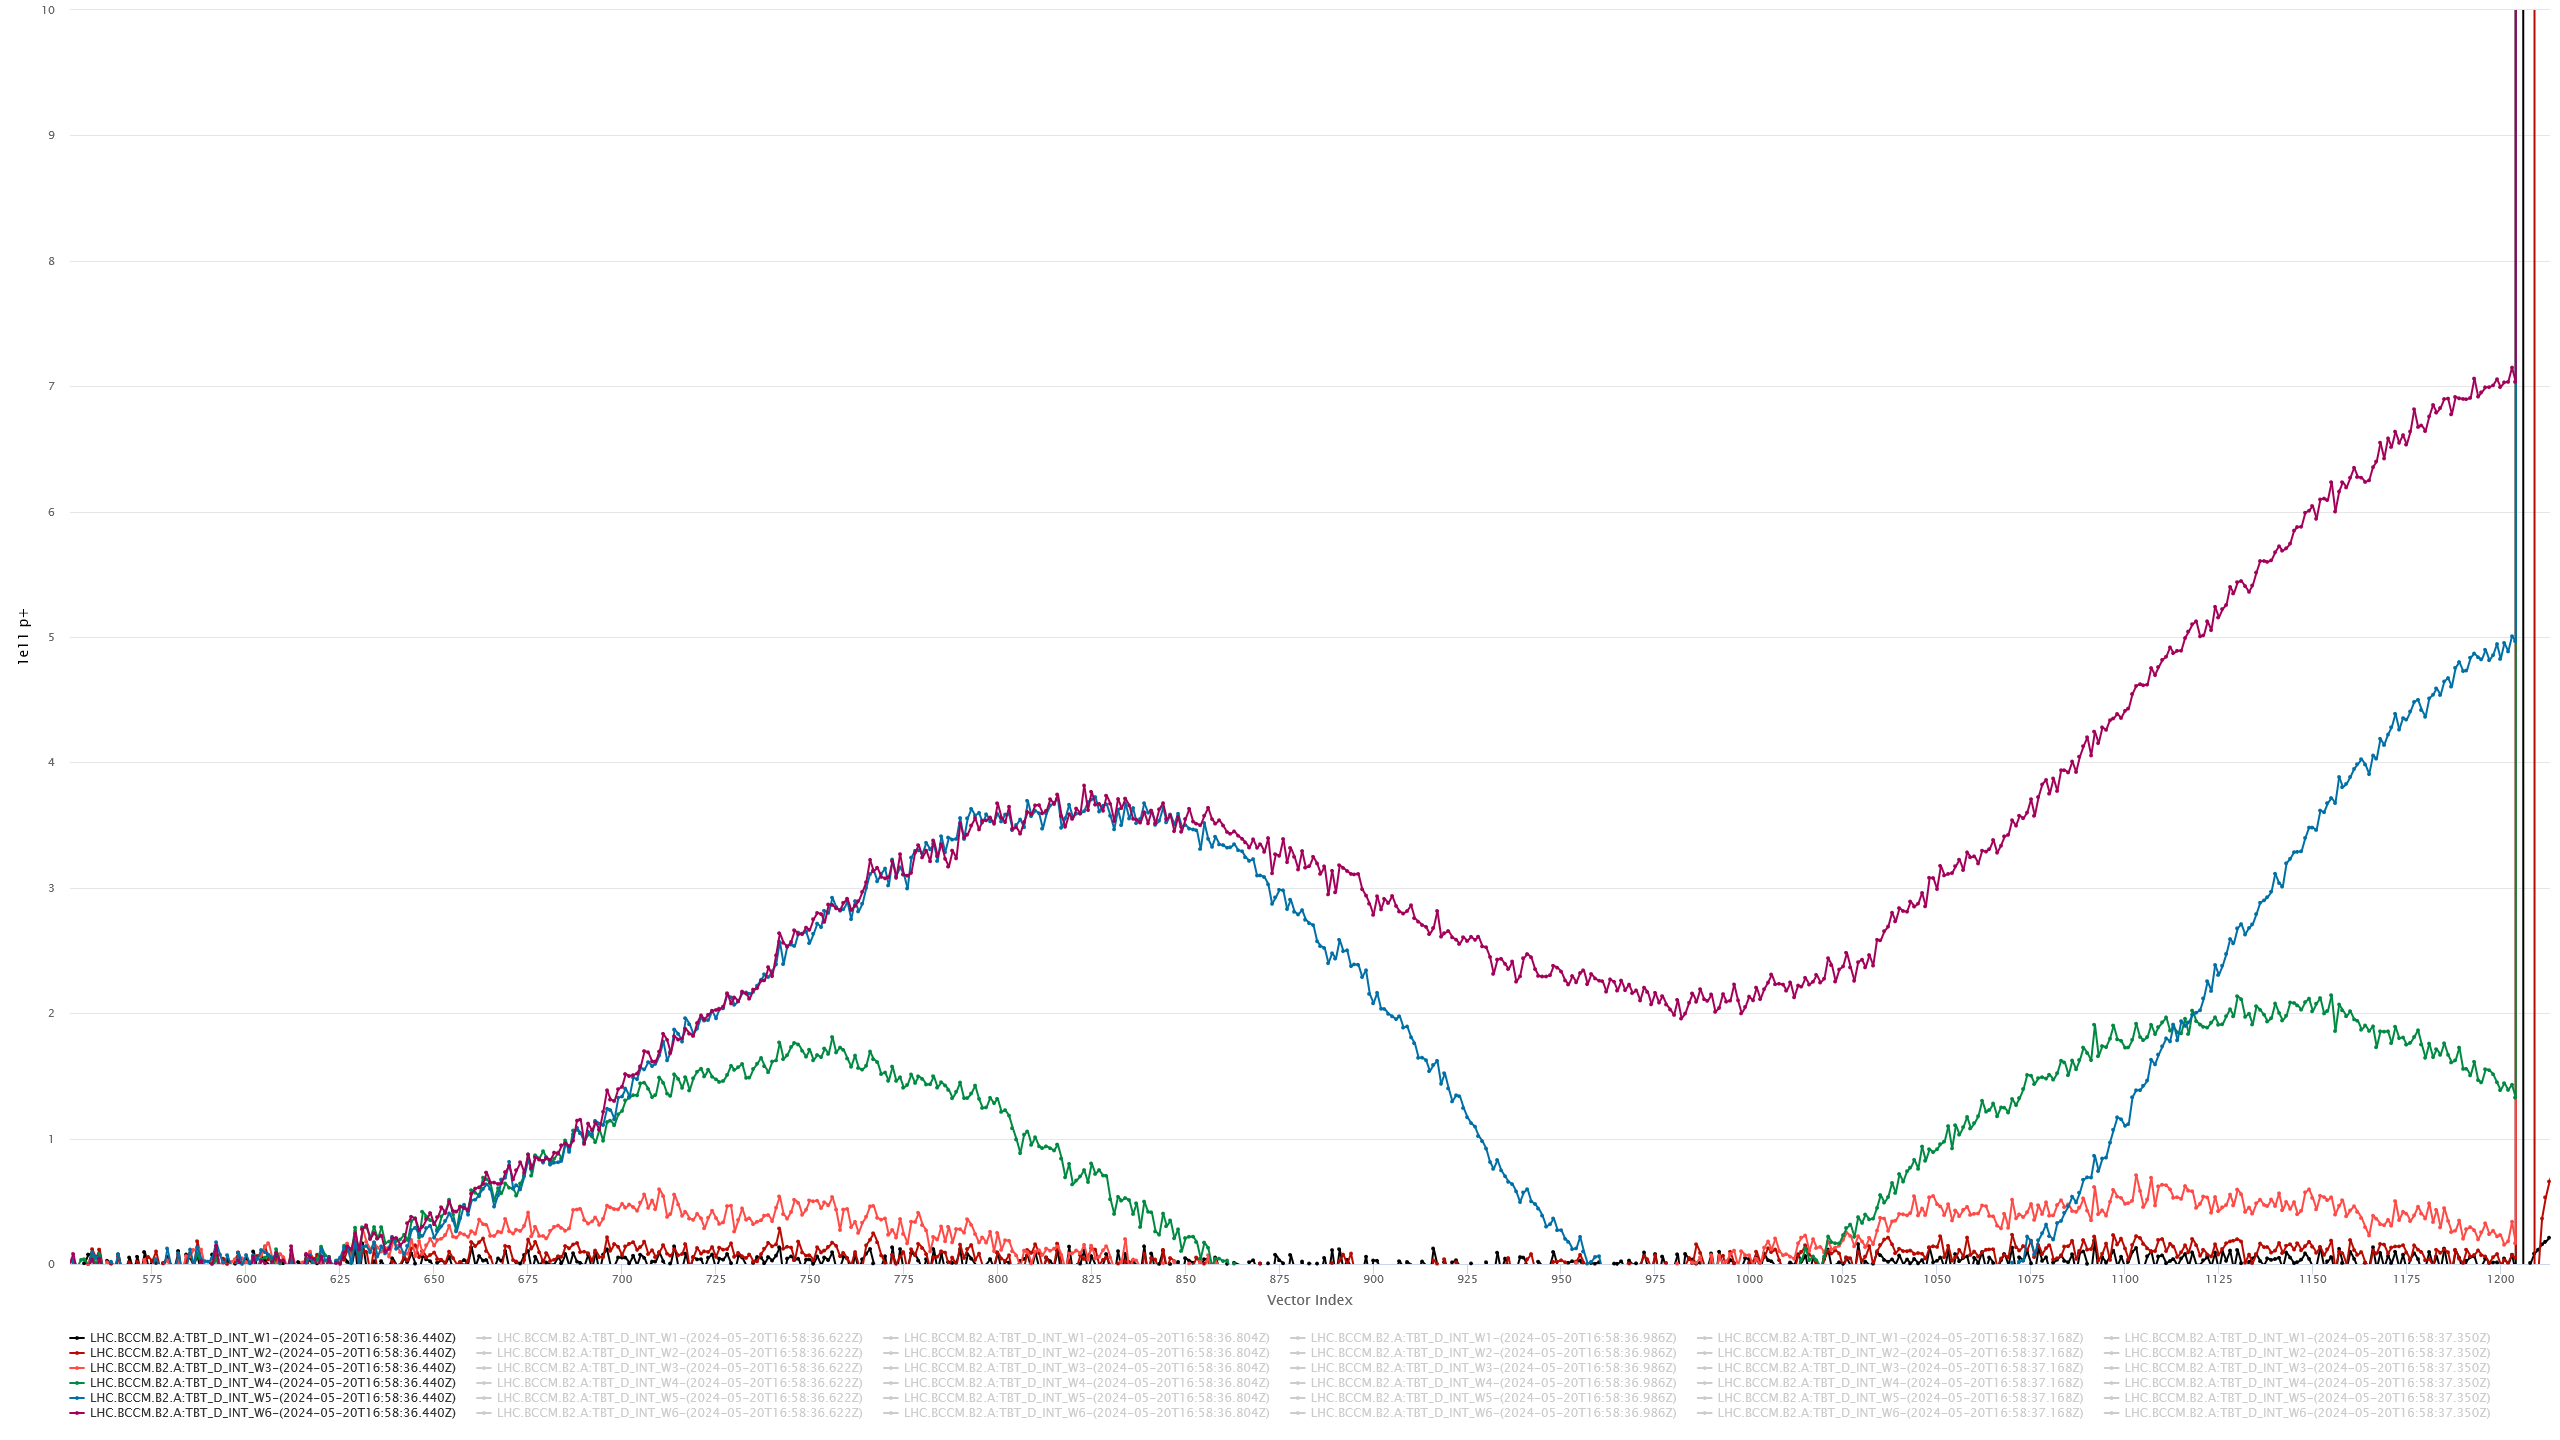 10
9
8
7
6
5
4
3
2
1
0
1e11 p+
575 600 625 650 675 700 725 750 775 800 825 850 875 900 925 950 975 1000 1025 1050 1075 1100 1125 1150 1175 1200
Vector Index
LHC.BCCM.B2.A:TBT_D_INT_W1-(2024-05-20T16:58:36.440Z) LHC.BCCM.B2.A:TBT_D_INT_W1-(2024-05-20T16:58:36.622Z) LHC.BCCM.B2.A:TBT_D_INT_W1-(2024-05-20T16:58:36.804Z) LHC.BCCM.B2.A:TBT_D_INT_W1-(2024-05-20T16:58:36.986Z) LHC.BCCM.B2.A:TBT_D_INT_W1-(2024-05-20T16:58:37.168Z) LHC.BCCM.B2.A:TBT_D_INT_W1-(2024-05-20T16:58:37.350Z)
LHC.BCCM.B2.A:TBT_D_INT_W2-(2024-05-20T16:58:36.440Z) LHC.BCCM.B2.A:TBT_D_INT_W2-(2024-05-20T16:58:36.622Z) LHC.BCCM.B2.A:TBT_D_INT_W2-(2024-05-20T16:58:36.804Z) LHC.BCCM.B2.A:TBT_D_INT_W2-(2024-05-20T16:58:36.986Z) LHC.BCCM.B2.A:TBT_D_INT_W2-(2024-05-20T16:58:37.168Z) LHC.BCCM.B2.A:TBT_D_INT_W2-(2024-05-20T16:58:37.350Z)
LHC.BCCM.B2.A:TBT_D_INT_W3-(2024-05-20T16:58:36.440Z) LHC.BCCM.B2.A:TBT_D_INT_W3-(2024-05-20T16:58:36.622Z) LHC.BCCM.B2.A:TBT_D_INT_W3-(2024-05-20T16:58:36.804Z) LHC.BCCM.B2.A:TBT_D_INT_W3-(2024-05-20T16:58:36.986Z) LHC.BCCM.B2.A:TBT_D_INT_W3-(2024-05-20T16:58:37.168Z) LHC.BCCM.B2.A:TBT_D_INT_W3-(2024-05-20T16:58:37.350Z)
LHC.BCCM.B2.A:TBT_D_INT_W4-(2024-05-20T16:58:36.440Z) LHC.BCCM.B2.A:TBT_D_INT_W4-(2024-05-20T16:58:36.622Z) LHC.BCCM.B2.A:TBT_D_INT_W4-(2024-05-20T16:58:36.804Z) LHC.BCCM.B2.A:TBT_D_INT_W4-(2024-05-20T16:58:36.986Z) LHC.BCCM.B2.A:TBT_D_INT_W4-(2024-05-20T16:58:37.168Z) LHC.BCCM.B2.A:TBT_D_INT_W4-(2024-05-20T16:58:37.350Z)
LHC.BCCM.B2.A:TBT_D_INT_W5-(2024-05-20T16:58:36.440Z) LHC.BCCM.B2.A:TBT_D_INT_W5-(2024-05-20T16:58:36.622Z) LHC.BCCM.B2.A:TBT_D_INT_W5-(2024-05-20T16:58:36.804Z) LHC.BCCM.B2.A:TBT_D_INT_W5-(2024-05-20T16:58:36.986Z) LHC.BCCM.B2.A:TBT_D_INT_W5-(2024-05-20T16:58:37.168Z) LHC.BCCM.B2.A:TBT_D_INT_W5-(2024-05-20T16:58:37.350Z)
LHC.BCCM.B2.A:TBT_D_INT_W6-(2024-05-20T16:58:36.440Z) LHC.BCCM.B2.A:TBT_D_INT_W6-(2024-05-20T16:58:36.622Z) LHC.BCCM.B2.A:TBT_D_INT_W6-(2024-05-20T16:58:36.804Z) LHC.BCCM.B2.A:TBT_D_INT_W6-(2024-05-20T16:58:36.986Z) LHC.BCCM.B2.A:TBT_D_INT_W6-(2024-05-20T16:58:37.168Z) LHC.BCCM.B2.A:TBT_D_INT_W6-(2024-05-20T16:58:37.350Z)